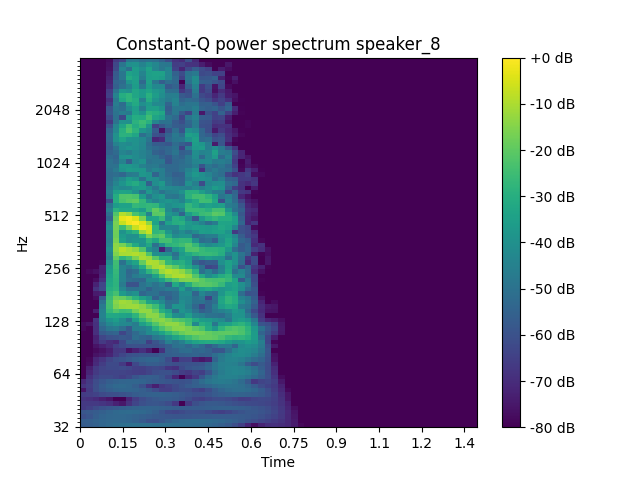 Constant-Q power spectrum speaker_8
+0 dB
-10 dB
-20 dB
-30 dB
-40 dB
-50 dB
-60 dB
-70 dB
-80 dB
2048
1024
512
256
128
64
32
Hz
0 0.15 0.3 0.45 0.6 0.75 0.9 1.1 1.2 1.4
Time